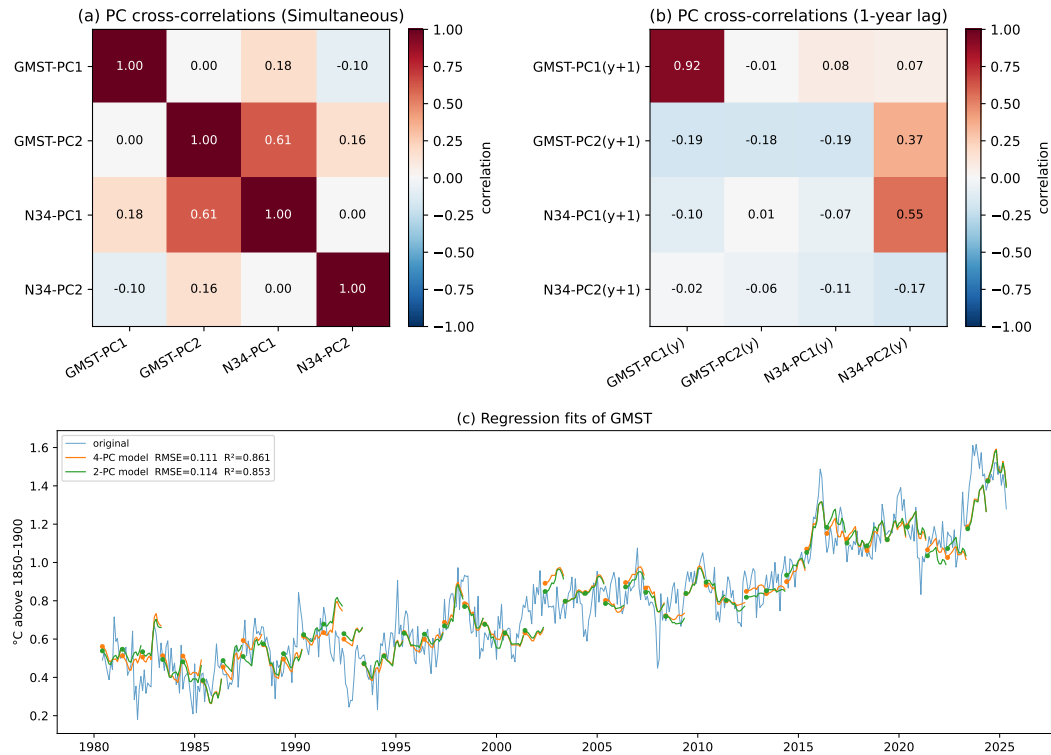 (a) PC cross-correlations (Simultaneous)
GMST-PC1
GMST-PC2
N34-PC1
N34-PC2
1.00 0.00 0.18 -0.10
0.00 1.00 0.61 0.16
0.18 0.61 1.00 0.00
-0.10 0.16 0.00 1.00
GMST-PC1
GMST-PC2
N34-PC1
N34-PC2
1.00
0.75
0.50
0.25
0.00
−0.25
−0.50
−0.75
−1.00
correlation
(b) PC cross-correlations (1-year lag)
GMST-PC1(y+1)
GMST-PC2(y+1)
N34-PC1(y+1)
N34-PC2(y+1)
0.92 -0.01 0.08 0.07
-0.19 -0.18 -0.19 0.37
-0.10 0.01 -0.07 0.55
-0.02 -0.06 -0.11 -0.17
GMST-PC1(y)
GMST-PC2(y)
N34-PC1(y)
N34-PC2(y)
1.00
0.75
0.50
0.25
0.00
−0.25
−0.50
−0.75
−1.00
correlation
(c) Regression fits of GMST
original
4-PC model RMSE=0.111 R²=0.861
2-PC model RMSE=0.114 R²=0.853
°C above 1850–1900
1.6
1.4
1.2
1.0
0.8
0.6
0.4
0.2
1980 1985 1990 1995 2000 2005 2010 2015 2020 2025